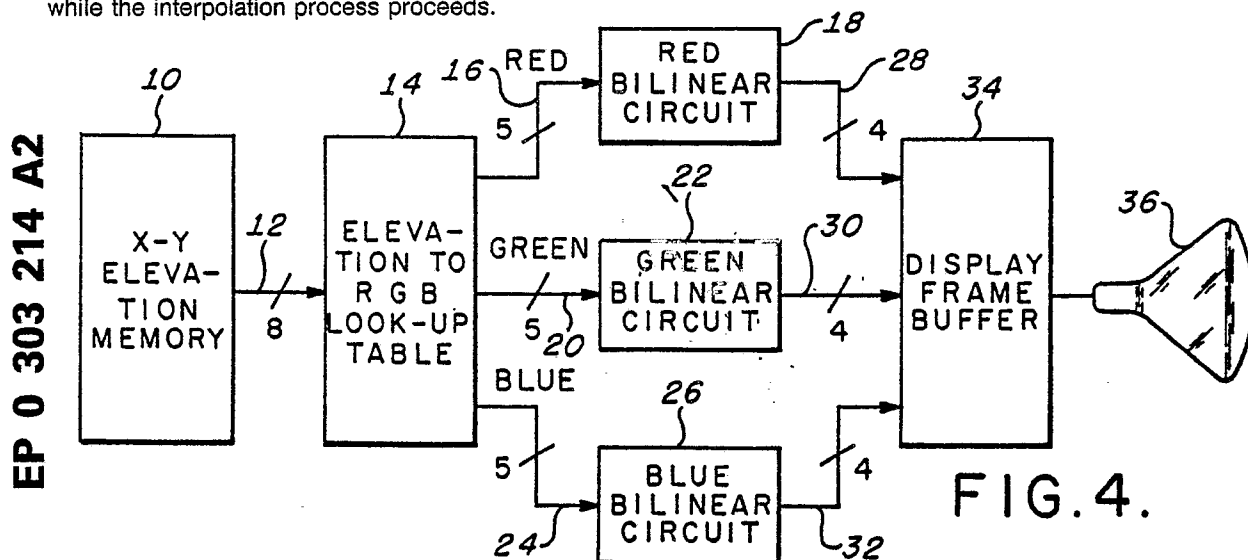 while the interpolation process proceeds.
EP 0 303 214 A2
10
X-Y
ELEVA-
TION
MEMORY
12
8
14
ELEVA-
TION TO
RGB
LOOK-UP
TABLE
16
RED
5
RED
BILINEAR
CIRCUIT
18
28
4
GREEN
5
20
22
GREEN
BILINEAR
CIRCUIT
30
4
BLUE
5
24
26
BLUE
BILINEAR
CIRCUIT
32
4
34
DISPLAY
FRAME
BUFFER
36
FIG.4.